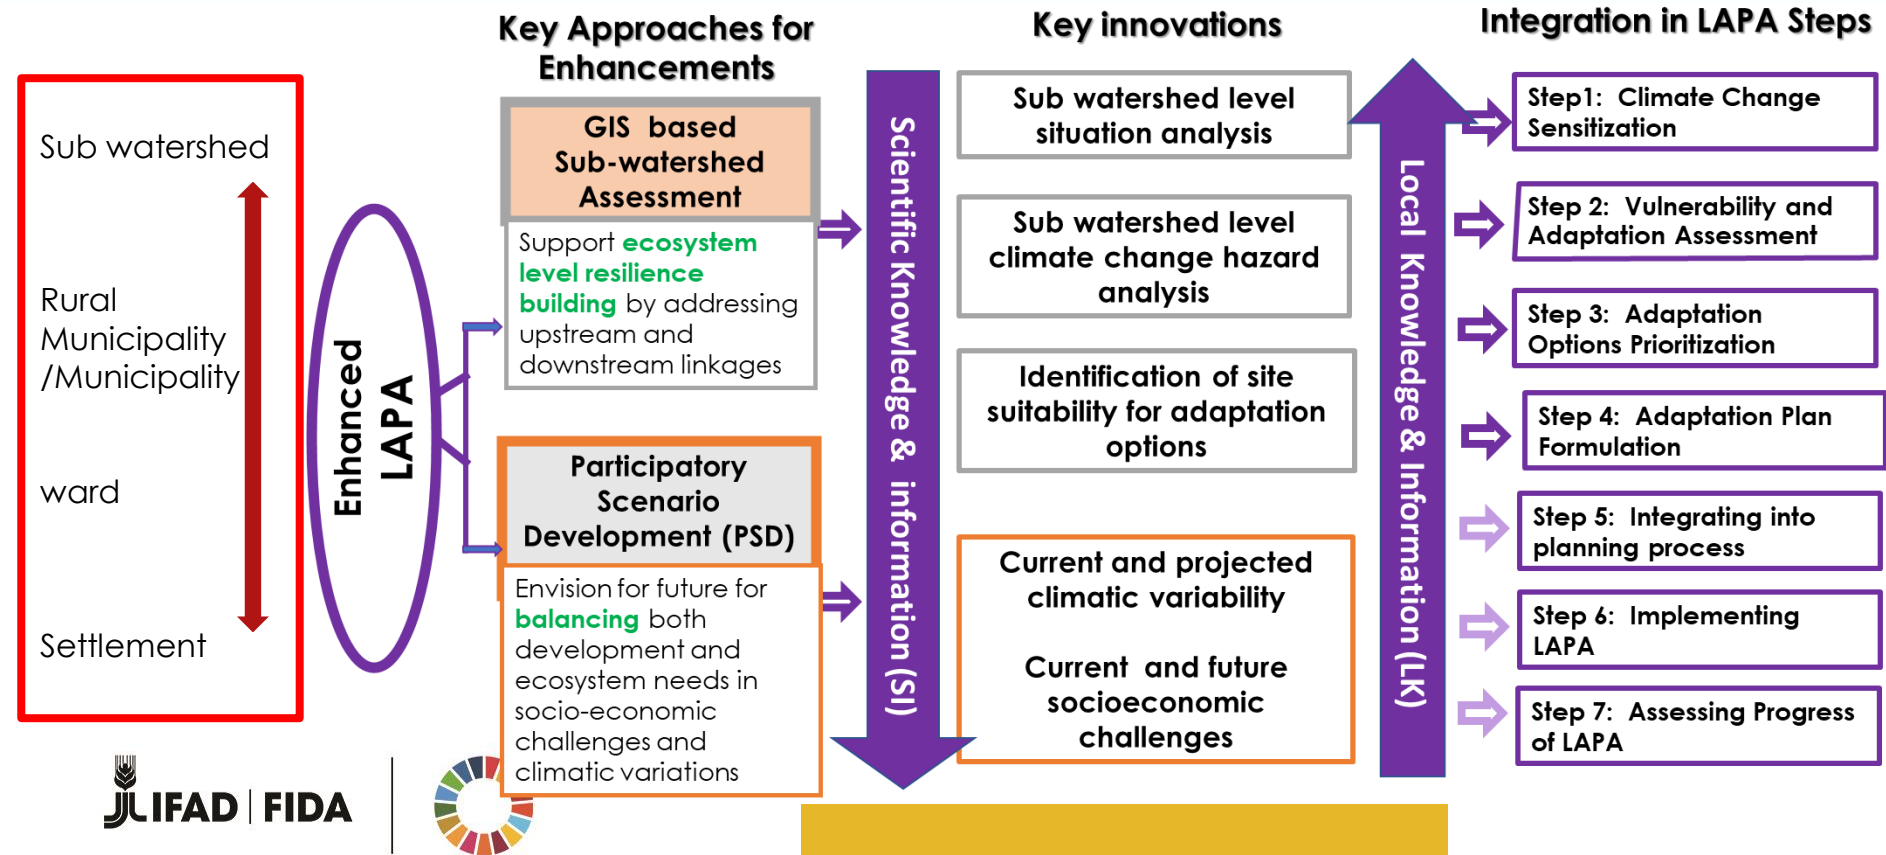 Key Approaches for
Enhancements
Key innovations
Integration in LAPA Steps
Sub watershed
Rural
Municipality
/Municipality
ward
Settlement
Enhanced
LAPA
GIS based
Sub-watershed
Assessment
Support ecosystem
level resilience
building by addressing
upstream and
downstream linkages
Participatory
Scenario
Development (PSD)
Envision for future for
balancing both
development and
ecosystem needs in
socio-economic
challenges and
climatic variations
Scientific Knowledge & information (SI)
Sub watershed level
situation analysis
Sub watershed level
climate change hazard
analysis
Identification of site
suitability for adaptation
options
Current and projected
climatic variability
Current and future
socioeconomic
challenges
Local Knowledge & Information (LK)
Step1: Climate Change
Sensitization
Step 2: Vulnerability and
Adaptation Assessment
Step 3: Adaptation
Options Prioritization
Step 4: Adaptation Plan
Formulation
Step 5: Integrating into
planning process
Step 6: Implementing
LAPA
Step 7: Assessing Progress
of LAPA
JLIFAD | FIDA